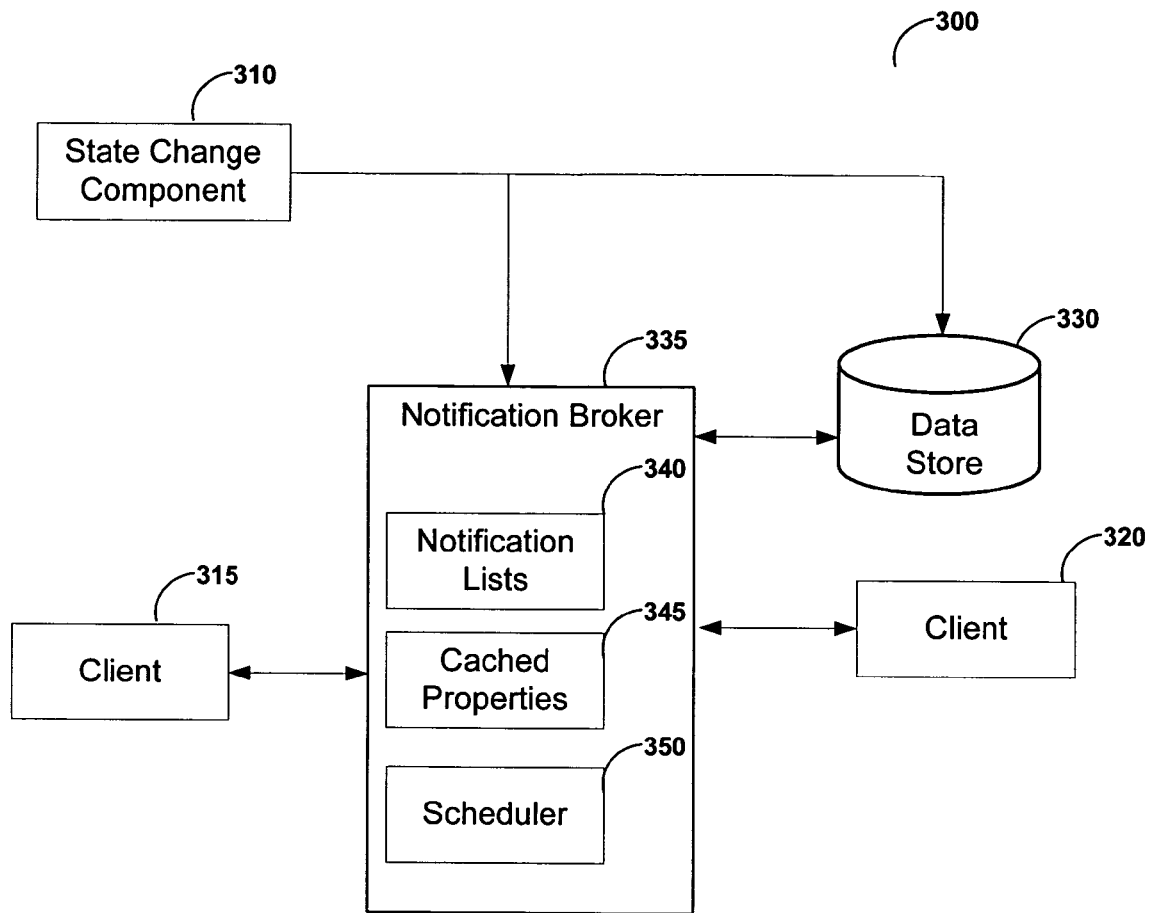 300
310
State Change
Component
330
335
Notification Broker
Data
Store
340
Notification
Lists
320
315
Client
345
Client
Cached
Properties
350
Scheduler